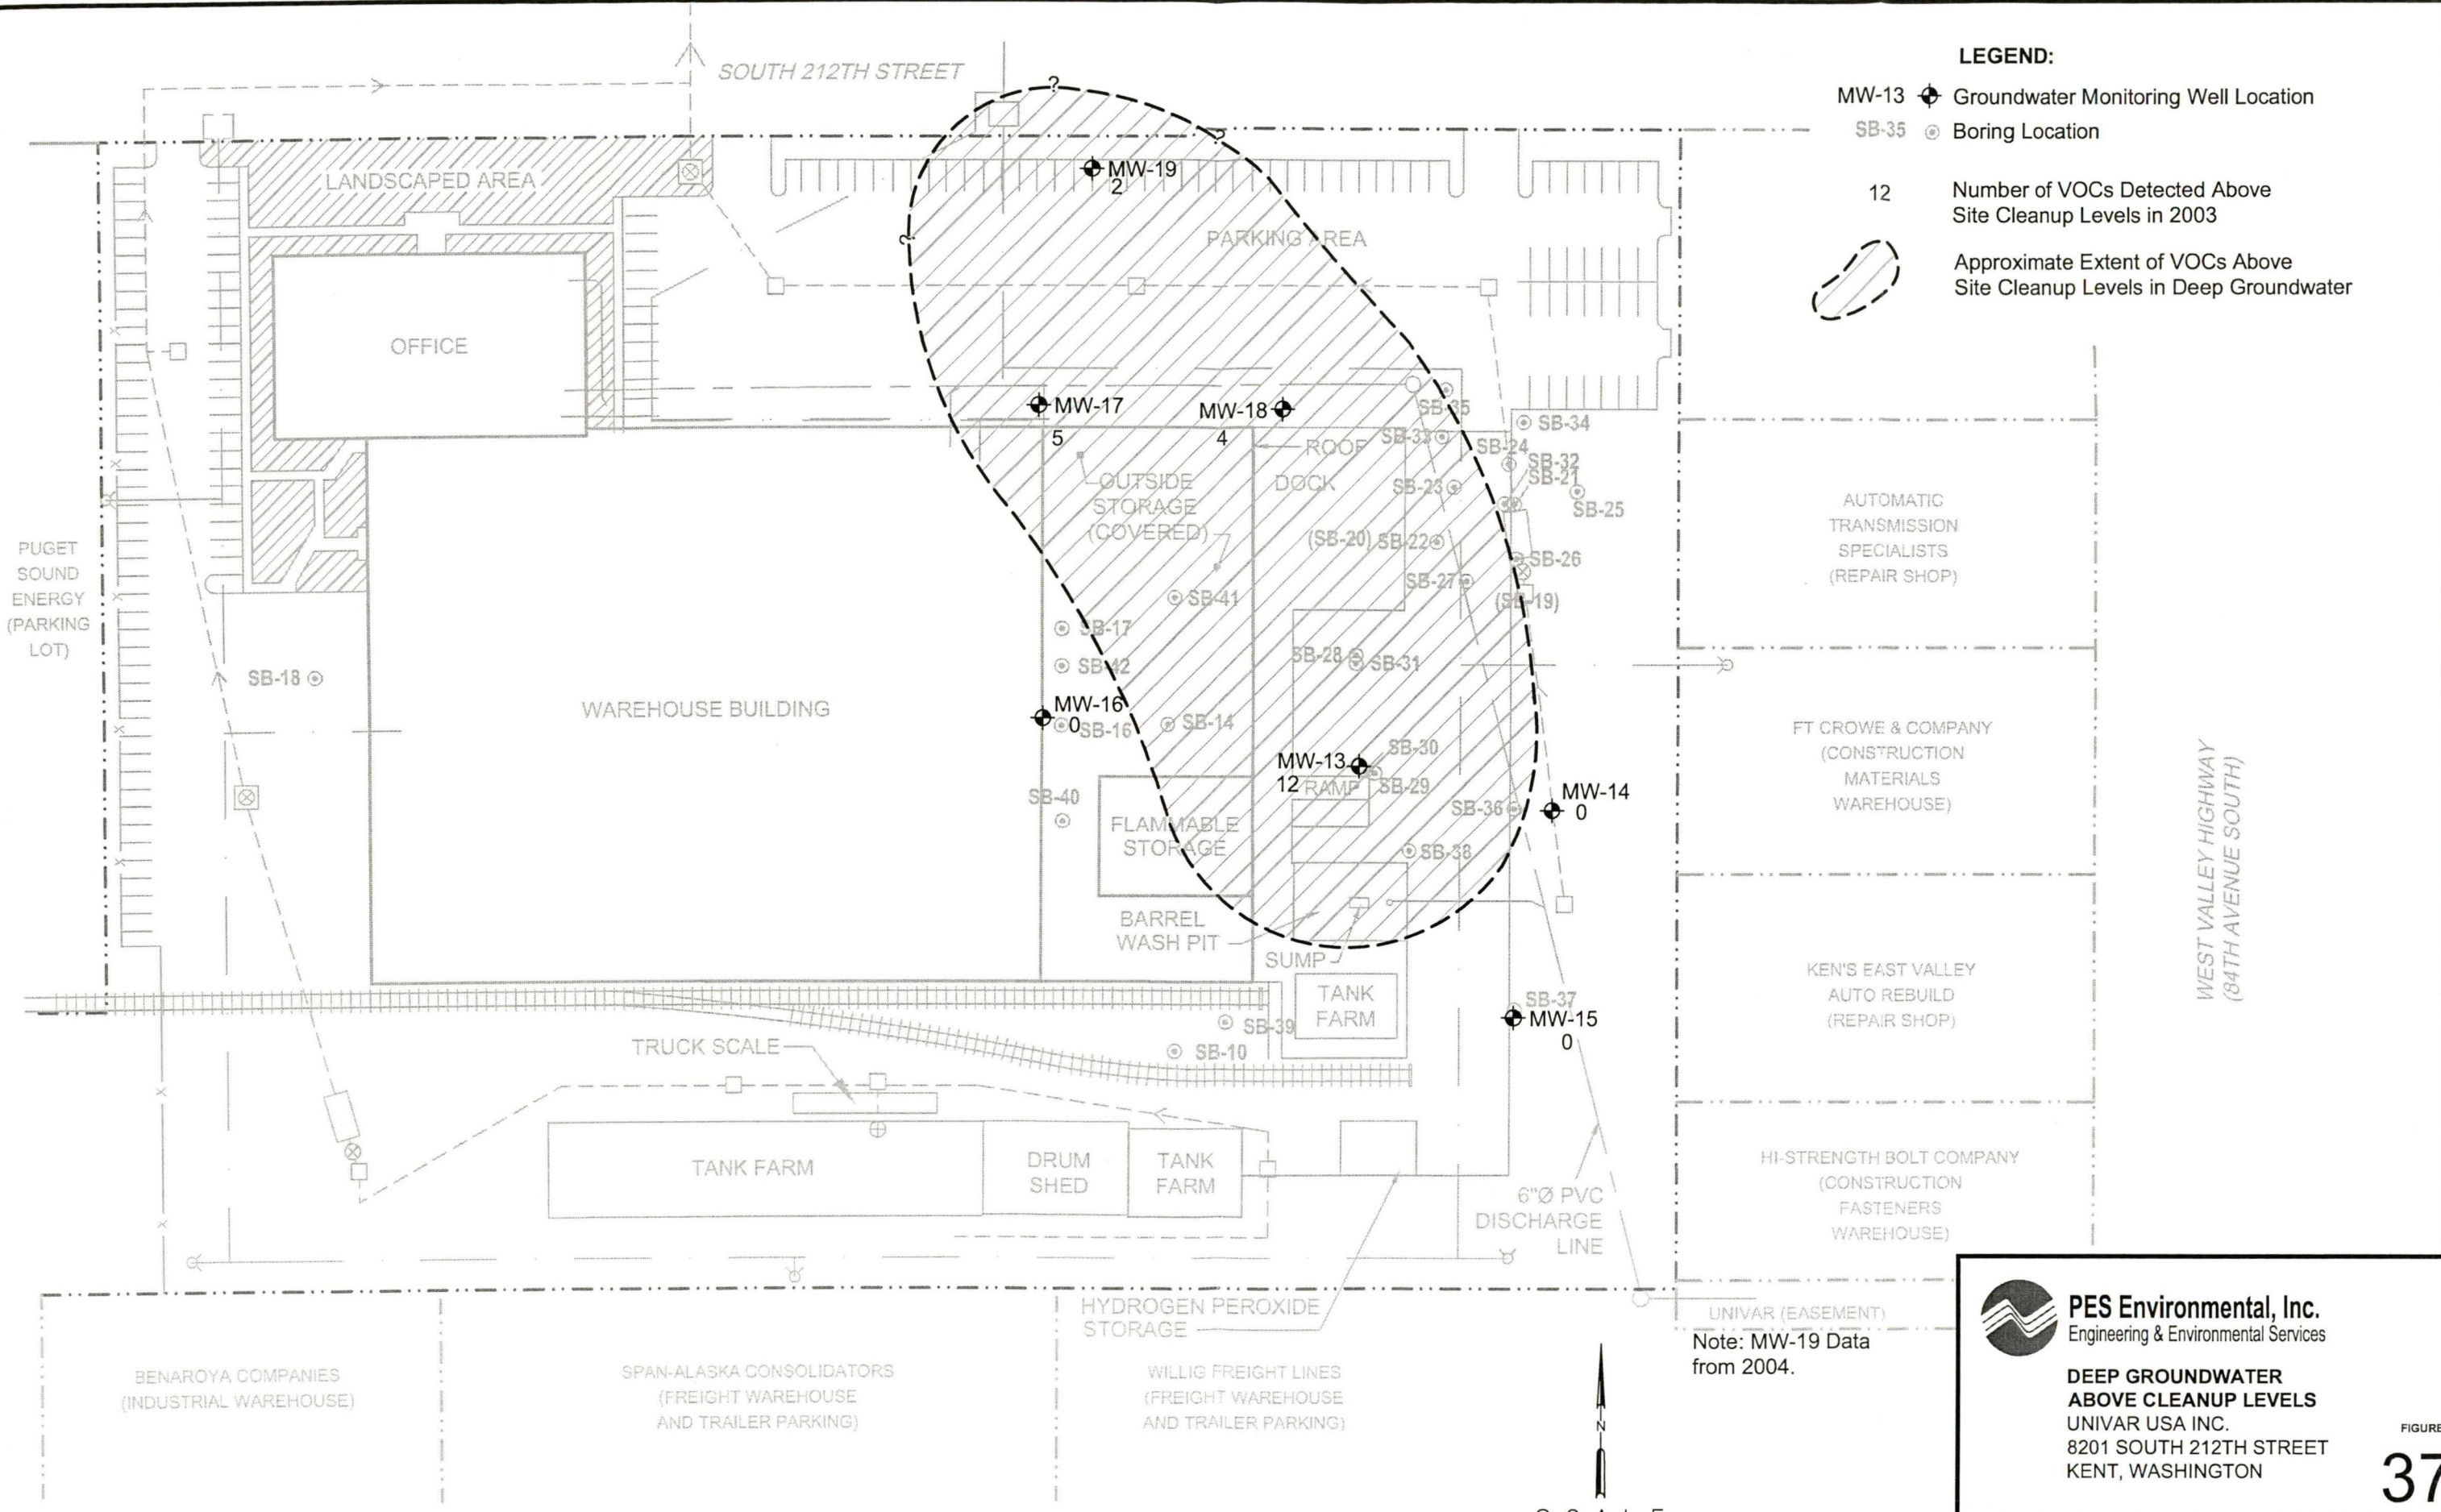 SOUTH 212TH STREET
LEGEND:
MW-13 Groundwater Monitoring Well Location
SB-35 Boring Location
12 Number of VOCs Detected Above
Site Cleanup Levels in 2003
Approximate Extent of VOCs Above
Site Cleanup Levels in Deep Groundwater
?
?
?
LANDSCAPED AREA
MW-19
2
PARKING AREA
OFFICE
MW-17
5
MW-18
4
SB-35
SB-34
SB-33
SB-24
SB-32
SB-21
SB-23
SB-25
ROOF
DOCK
OUTSIDE
STORAGE
(COVERED)
(SB-20)
SB-22
SB-26
SB-27
(SB-19)
SB-41
SB-17
SB-42
SB-28
SB-31
PUGET
SOUND
ENERGY
(PARKING
LOT)
SB-18
WAREHOUSE BUILDING
MW-16
0
SB-16
SB-14
MW-13
12
SB-30
SB-29
RAMP
SB-36
MW-14
0
SB-40
FLAMMABLE
STORAGE
SB-38
BARREL
WASH PIT
SUMP
TANK
FARM
SB-37
MW-15
0
SB-39
SB-10
TRUCK SCALE
TANK FARM
DRUM
SHED
TANK
FARM
6"Ø PVC
DISCHARGE
LINE
HYDROGEN PEROXIDE
STORAGE
AUTOMATIC
TRANSMISSION
SPECIALISTS
(REPAIR SHOP)
FT CROWE & COMPANY
(CONSTRUCTION
MATERIALS
WAREHOUSE)
KEN'S EAST VALLEY
AUTO REBUILD
(REPAIR SHOP)
HI-STRENGTH BOLT COMPANY
(CONSTRUCTION
FASTENERS
WAREHOUSE)
WEST VALLEY HIGHWAY
(84TH AVENUE SOUTH)
UNIVAR (EASEMENT)
Note: MW-19 Data
from 2004.
BENAROYA COMPANIES
(INDUSTRIAL WAREHOUSE)
SPAN-ALASKA CONSOLIDATORS
(FREIGHT WAREHOUSE
AND TRAILER PARKING)
WILLIG FREIGHT LINES
(FREIGHT WAREHOUSE
AND TRAILER PARKING)
N
PES Environmental, Inc.
Engineering & Environmental Services
DEEP GROUNDWATER
ABOVE CLEANUP LEVELS
UNIVAR USA INC.
8201 SOUTH 212TH STREET
KENT, WASHINGTON
FIGURE
37